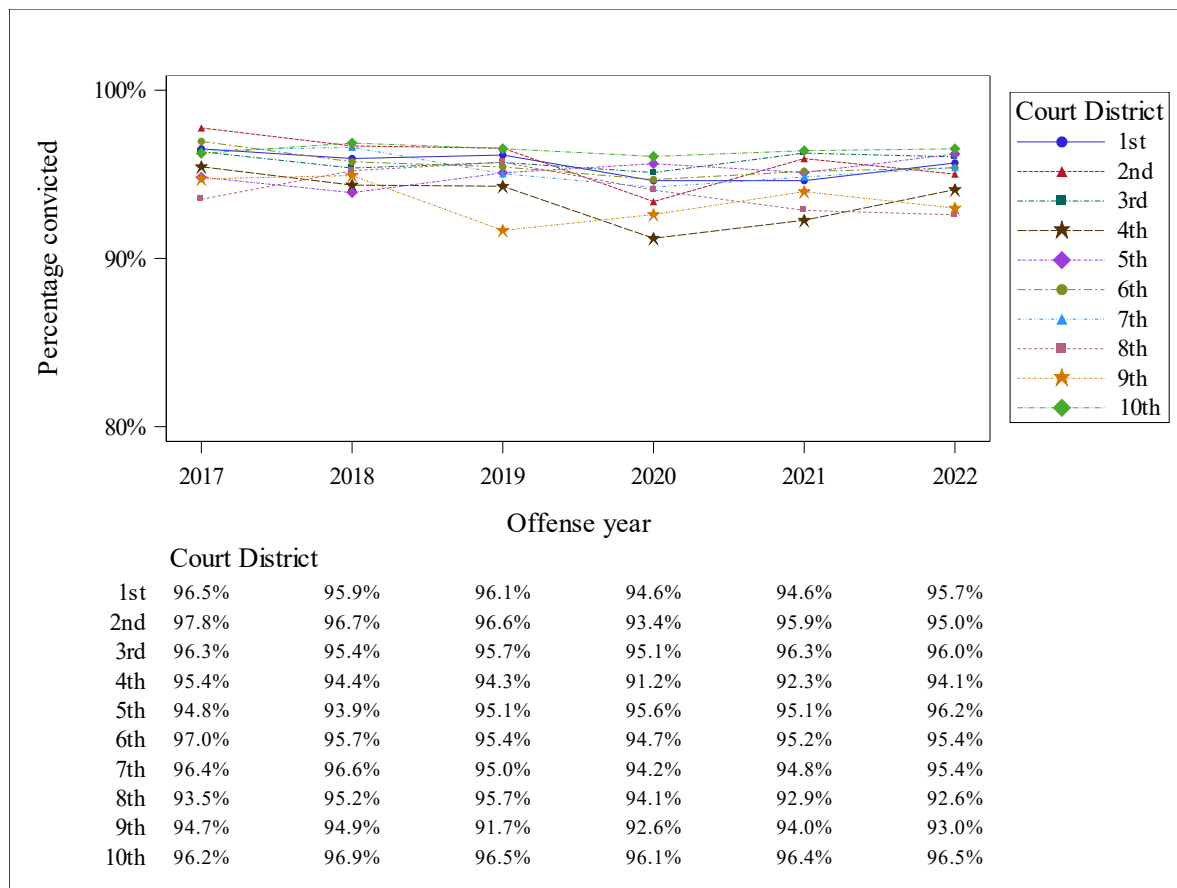 100%
90%
80%
Percentage convicted
2017 2018 2019 2020 2021 2022
Offense year
Court District
1st
2nd
3rd
4th
5th
6th
7th
8th
9th
10th
Court District
1st 96.5% 95.9% 96.1% 94.6% 94.6% 95.7%
2nd 97.8% 96.7% 96.6% 93.4% 95.9% 95.0%
3rd 96.3% 95.4% 95.7% 95.1% 96.3% 96.0%
4th 95.4% 94.4% 94.3% 91.2% 92.3% 94.1%
5th 94.8% 93.9% 95.1% 95.6% 95.1% 96.2%
6th 97.0% 95.7% 95.4% 94.7% 95.2% 95.4%
7th 96.4% 96.6% 95.0% 94.2% 94.8% 95.4%
8th 93.5% 95.2% 95.7% 94.1% 92.9% 92.6%
9th 94.7% 94.9% 91.7% 92.6% 94.0% 93.0%
10th 96.2% 96.9% 96.5% 96.1% 96.4% 96.5%